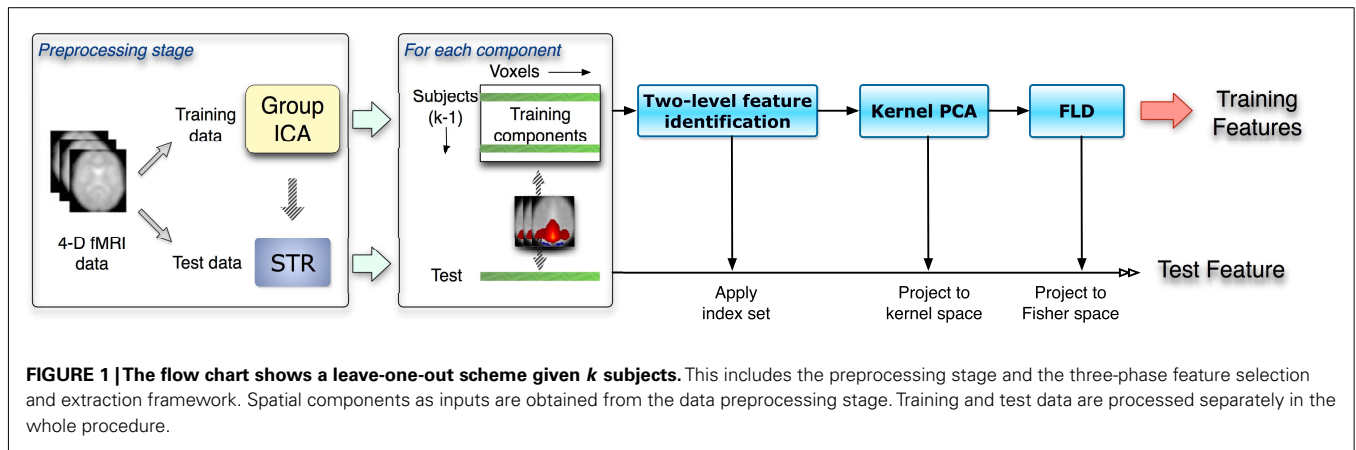 Preprocessing stage
Training
data
Group
ICA
4-D fMRI
data
Test data
STR
For each component
Voxels
Subjects
(k-1)
Training
components
Test
Two-level feature
identification
Kernel PCA
FLD
Training
Features
Apply
index set
Project to
kernel space
Project to
Fisher space
Test Feature
FIGURE 1 | The flow chart shows a leave-one-out scheme given k subjects. This includes the preprocessing stage and the three-phase feature selection
and extraction framework. Spatial components as inputs are obtained from the data preprocessing stage. Training and test data are processed separately in the
whole procedure.